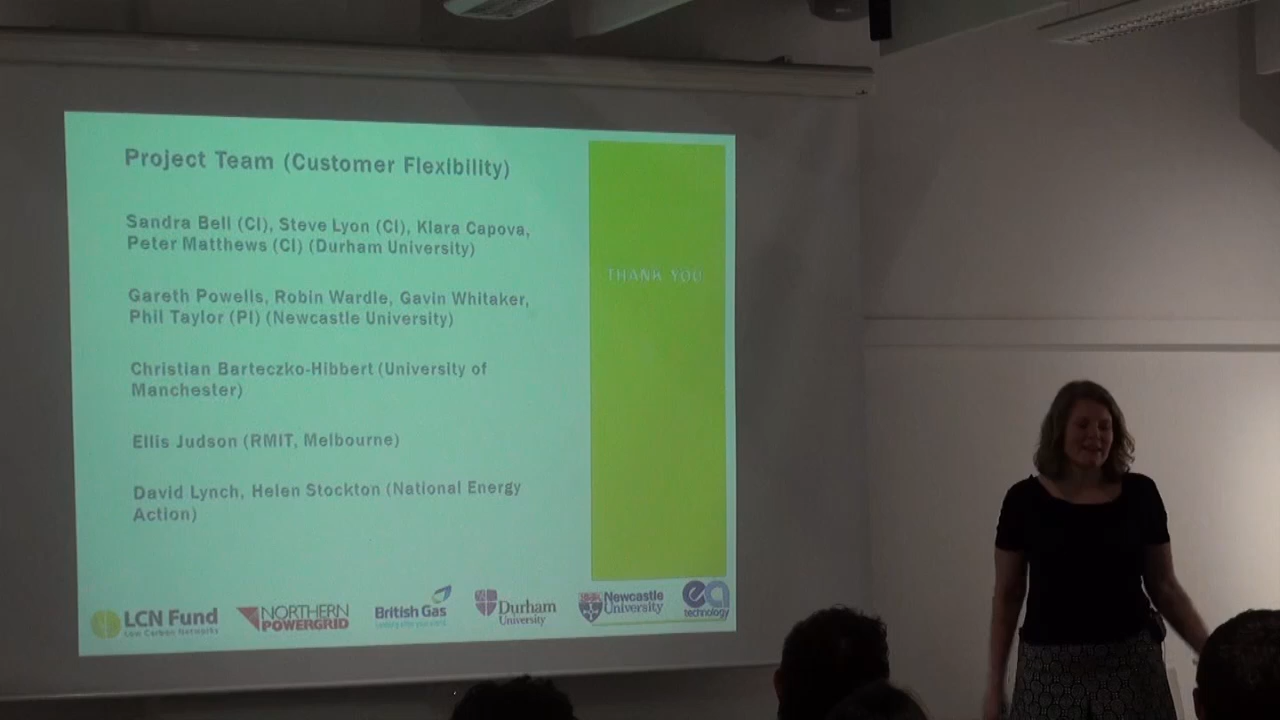 Project Team (Customer Flexibility)
Sandra Bell (CI), Steve Lyon (CI), Klara Capova,
Peter Matthews (CI) (Durham University)
Gareth Powells, Robin Wardle, Gavin Whitaker,
Phil Taylor (PI) (Newcastle University)
Christian Barteczko-Hibbert (University of
Manchester)
Ellis Judson (RMIT, Melbourne)
David Lynch, Helen Stockton (National Energy
Action)
THANK YOU
LCN Fund
Low Carbon Networks
NORTHERN
POWERGRID
British Gas
Durham
University
Newcastle
University
ea
technology